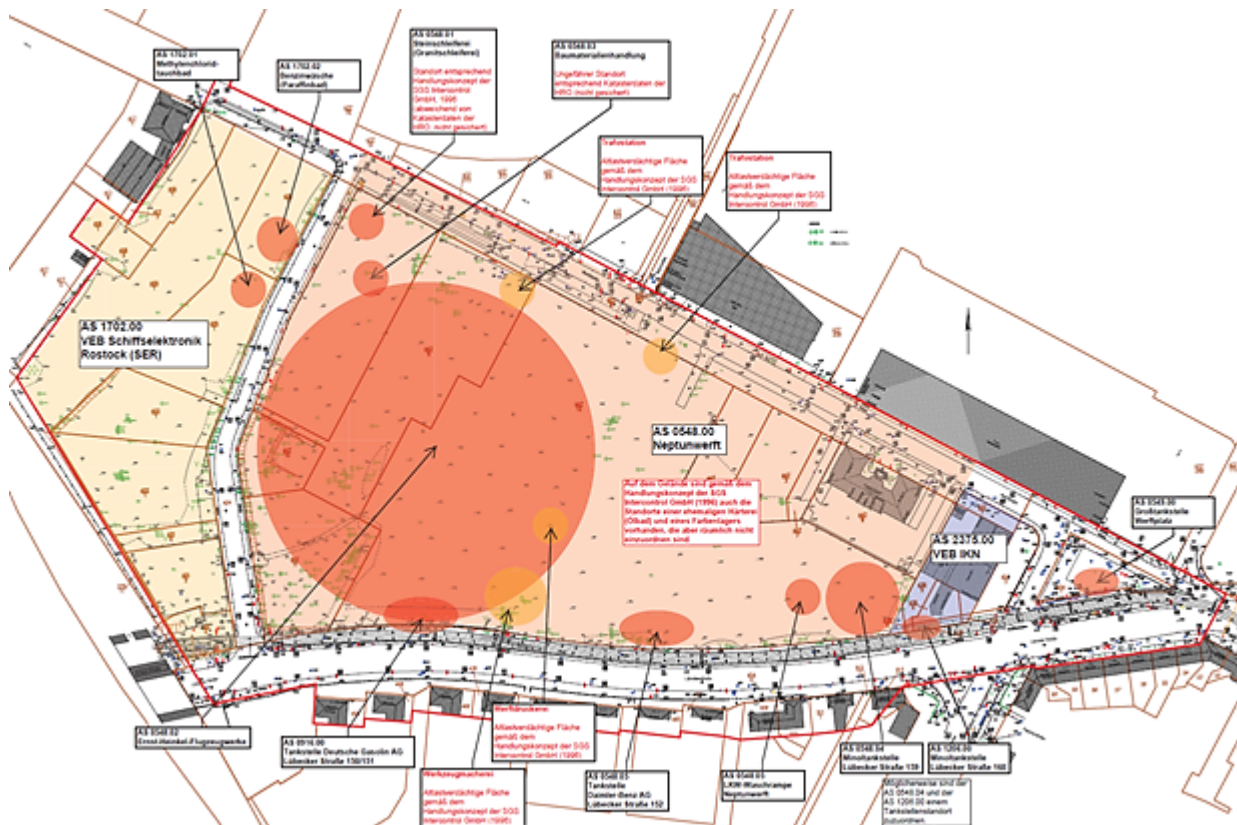 AS 1702.01
Methylenchlorid-
tauchbad
AS 1702.02
Benzinwäsche
(Paraffinbad)
AS 0548.01
Steinschleiferei
(Granitschleiferei)
Standort entsprechend
Handlungskonzept der
SGS Intercontrol
GmbH, 1996
(abweichend von
Katasterdaten der
HRO; nicht gesichert)
AS 0548.03
Baumaterialienhandlung
Ungefährer Standort
entsprechend Katasterdaten der
HRO (nicht gesichert)
Trafostation
Altlastverdächtige Fläche
gemäß dem
Handlungskonzept der SGS
Intercontrol GmbH (1996)
Trafostation
Altlastverdächtige Fläche
gemäß dem
Handlungskonzept der SGS
Intercontrol GmbH (1996)
AS 1702.00
VEB Schiffselektronik
Rostock (SER)
AS 0548.00
Neptunwerft
Auf dem Gelände sind gemäß dem
Handlungskonzept der SGS
Intercontrol GmbH (1996) auch die
Standorte einer ehemaligen Härterei
(Ölbad) und eines Farbenlagers
vorhanden, die aber räumlich nicht
einzuordnen sind
AS 2375.00
VEB IKN
AS 0549.00
Großtankstelle
Werftplatz
AS 0548.02
Ernst-Heinkel-Flugzeugwerke
AS 0916.00
Tankstelle Deutsche Gasolin AG
Lübecker Straße 130/131
Werftdruckerei
Altlastverdächtige Fläche
gemäß dem
Handlungskonzept der SGS
Intercontrol GmbH (1996)
Werkzeugmacherei
Altlastverdächtige Fläche
gemäß dem
Handlungskonzept der SGS
Intercontrol GmbH (1996)
AS 0548.05
Tankstelle
Daimler-Benz AG
Lübecker Straße 152
AS 0548.05
LKW-Waschrampe
Neptunwerft
AS 0548.04
Minoltankstelle
Lübecker Straße 159
AS 1206.00
Minoltankstelle
Lübecker Straße 160
Möglicherweise sind der
AS 0548.04 und der
AS 1206.00 einem
Tankstellenstandort
zuzuordnen